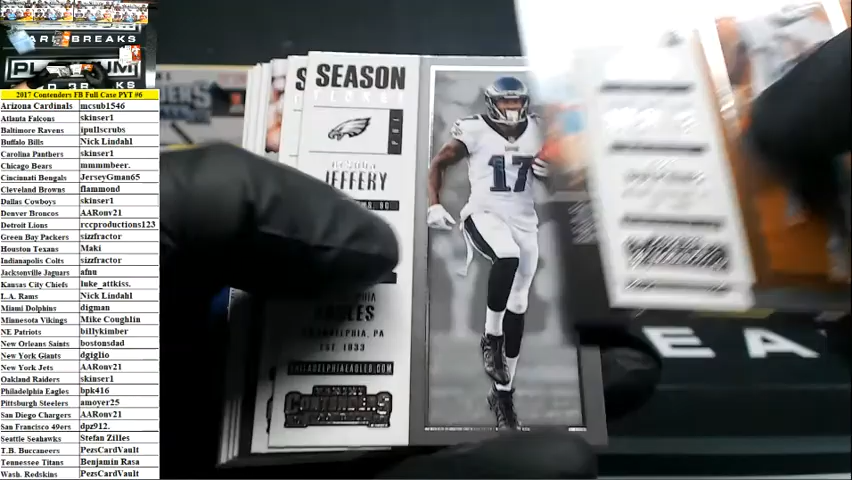 BREAKS
PLATINUM
2017 Contenders FB Full Case PYT #6
Arizona Cardinals mcsub1546
Atlanta Falcons skinser1
Baltimore Ravens ipullscrubs
Buffalo Bills Nick Lindahl
Carolina Panthers skinser1
Chicago Bears mmmmbeer.
Cincinnati Bengals JerseyGman65
Cleveland Browns flammond
Dallas Cowboys skinser1
Denver Broncos AARonv21
Detroit Lions rccproductions123
Green Bay Packers sizzfractor
Houston Texans Maki
Indianapolis Colts sizzfractor
Jacksonville Jaguars afnu
Kansas City Chiefs luke_attkiss.
L.A. Rams Nick Lindahl
Miami Dolphins digman
Minnesota Vikings Mike Coughlin
NE Patriots billykimber
New Orleans Saints bostonsdad
New York Giants dgiglio
New York Jets AARonv21
Oakland Raiders skinser1
Philadelphia Eagles bpk416
Pittsburgh Steelers amoyer25
San Diego Chargers AARonv21
San Francisco 49ers dpz912.
Seattle Seahawks Stefan Zilles
T.B. Buccaneers PezsCardVault
Tennessee Titans Benjamin Rasa
Wash. Redskins PezsCardVault
SEASON
TICKET
JEFFERY
EAGLES
PHILADELPHIA, PA
EST. 1933
PHILADELPHIAEAGLES.COM
CONTENDERS
17
E A